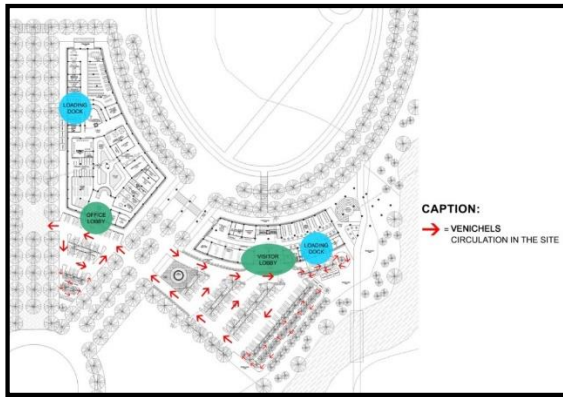 LOADING
DOCK
OFFICE
LOBBY
VISITOR
LOBBY
LOADING
DOCK
CAPTION:
= VENICHELS
CIRCULATION IN THE SITE